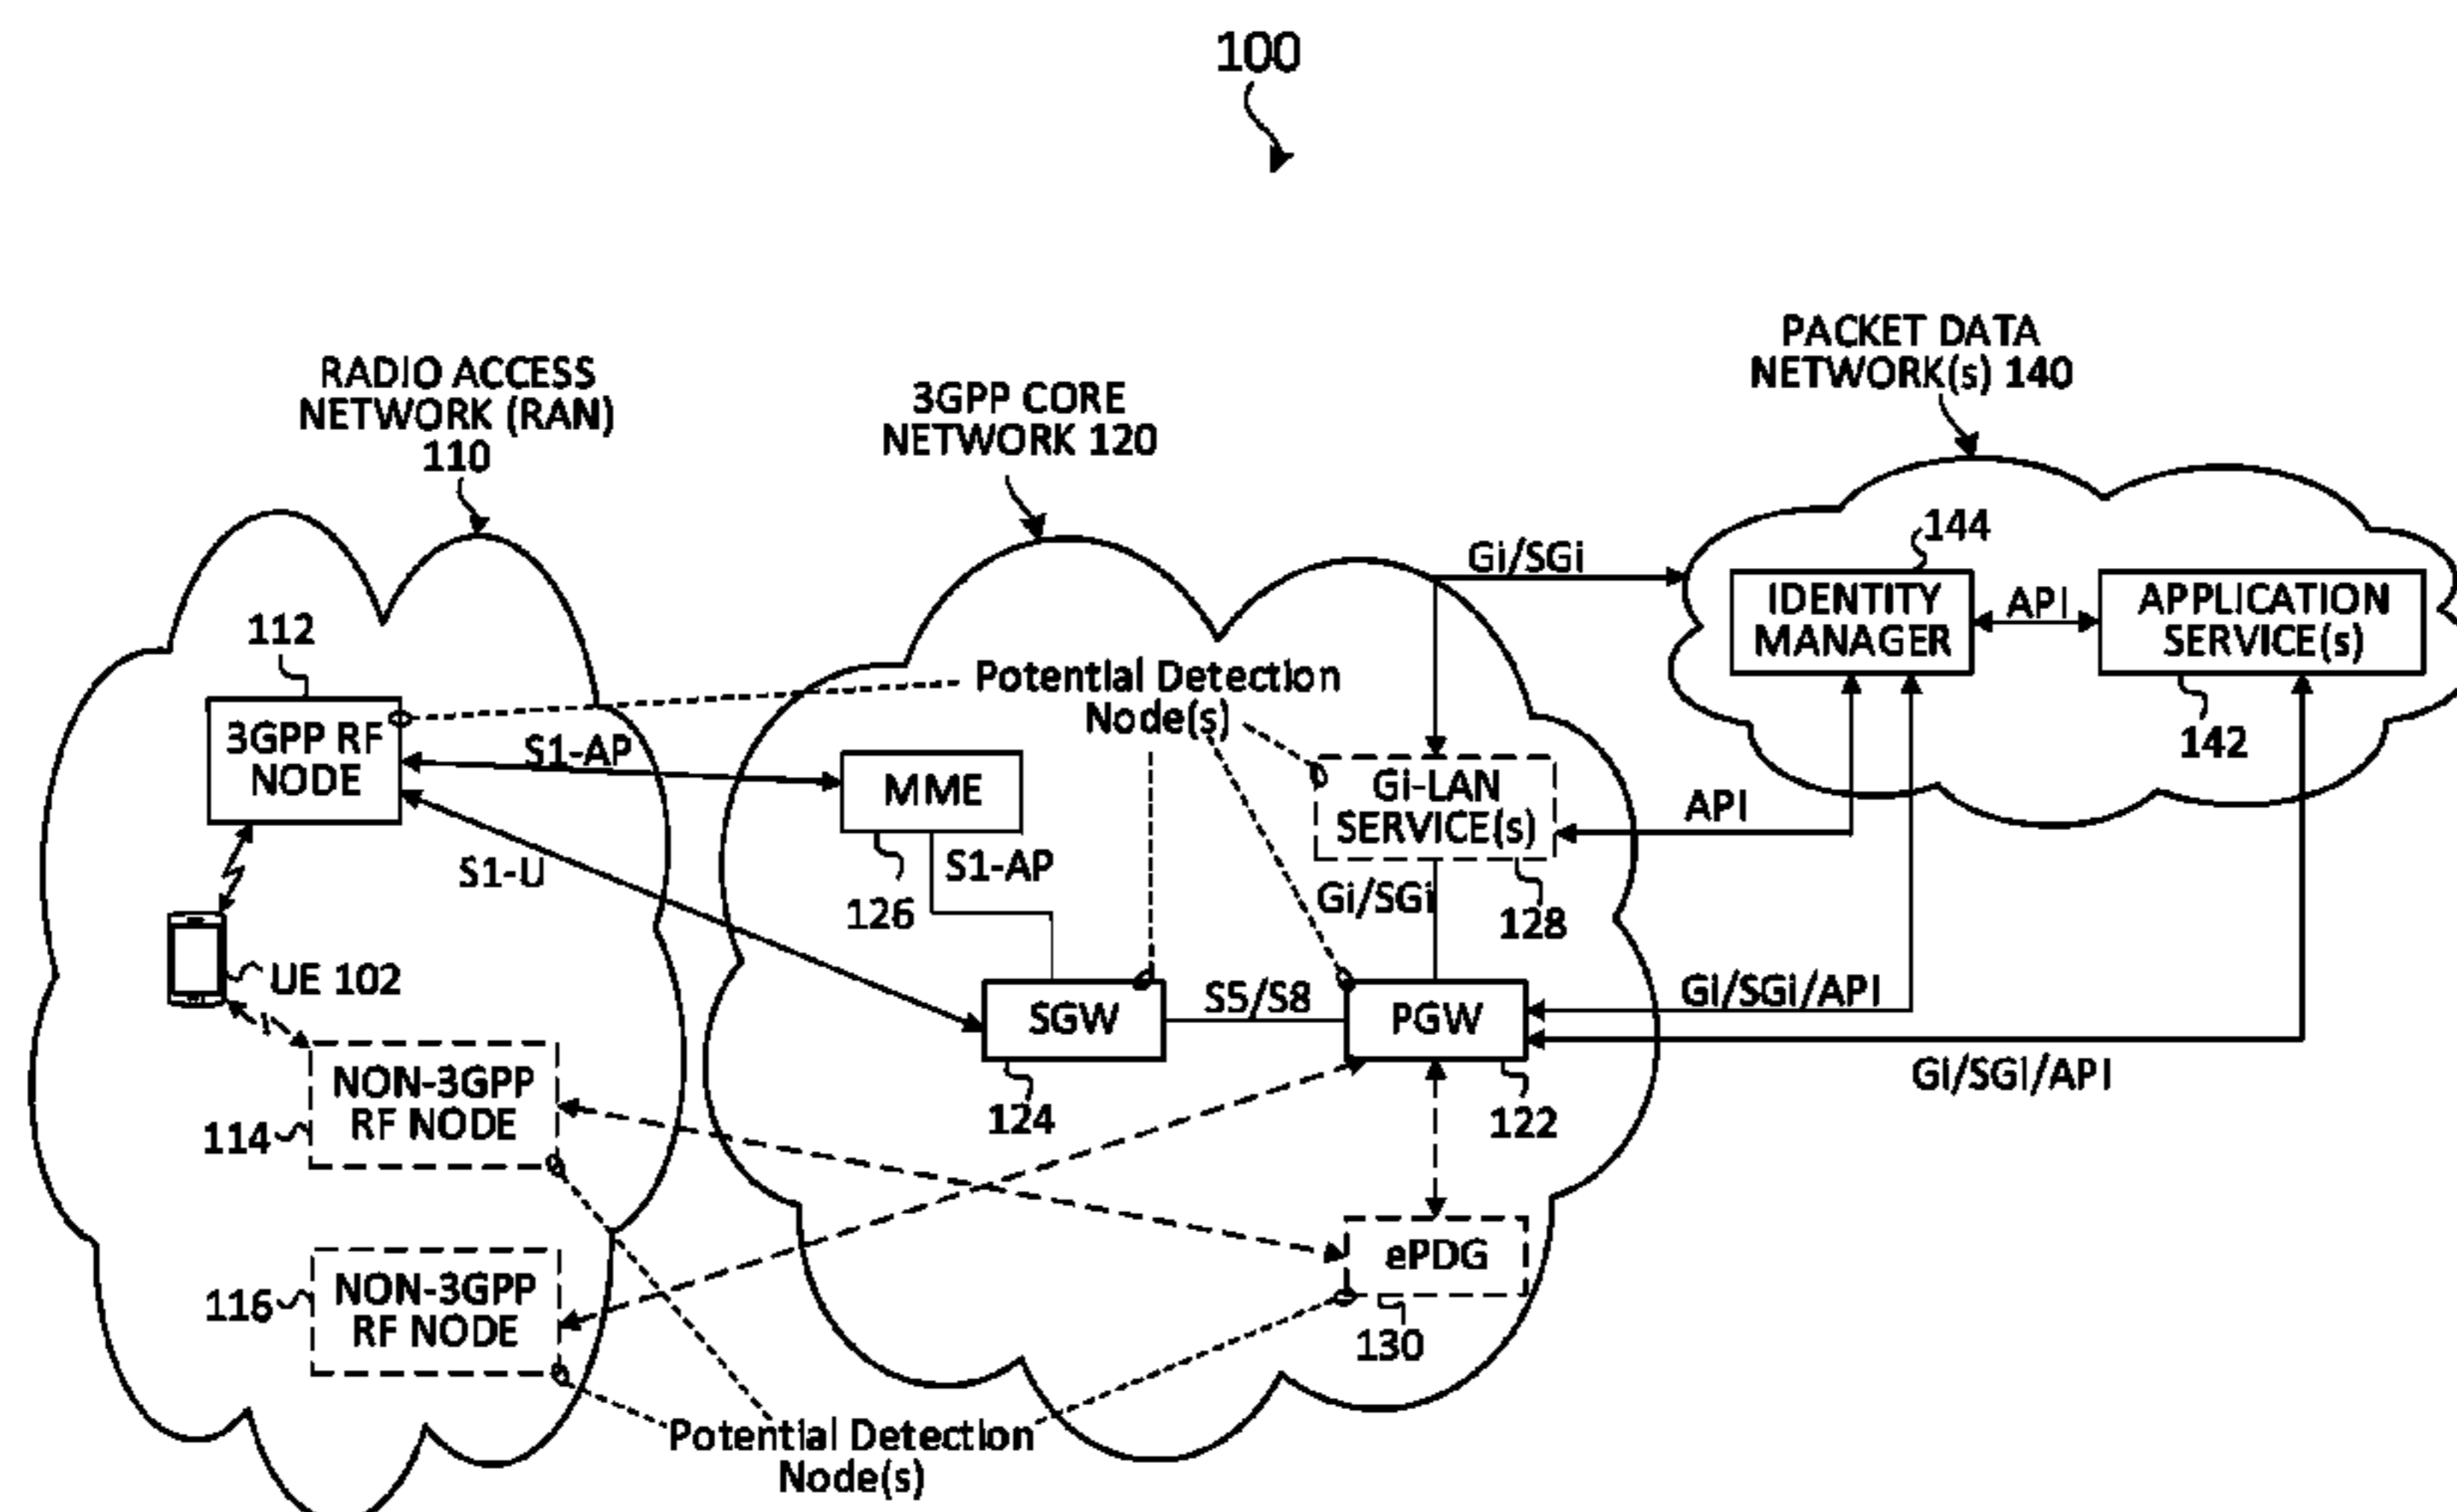 100
RADIO ACCESS
NETWORK (RAN)
110
3GPP CORE
NETWORK 120
PACKET DATA
NETWORK(s) 140
112
3GPP RF
NODE
S1-AP
S1-U
UE 102
NON-3GPP
RF NODE
114
NON-3GPP
RF NODE
116
Potential Detection
Node(s)
MME
126
S1-AP
SGW
124
S5/S8
PGW
122
Gi/SGi
Gi-LAN
SERVICE(s)
128
Gi/SGi
ePDG
130
Potential Detection
Node(s)
144
IDENTITY
MANAGER
API
APPLICATION
SERVICE(s)
142
API
Gi/SGi/API
Gi/SGi/API